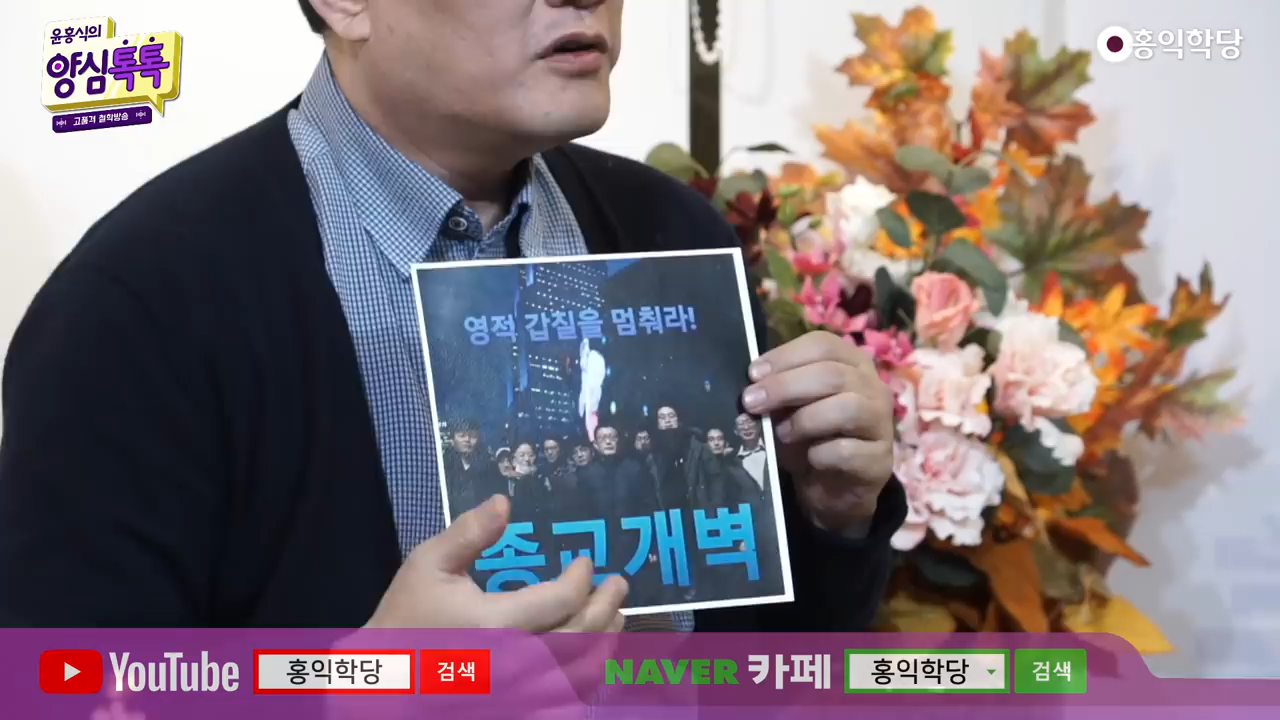 윤홍식의
양심톡톡
고품격 철학방송
홍익학당
영적 갑질을 멈춰라!
종교개벽
YouTube 홍익학당 검색
NAVER 카페 홍익학당 검색